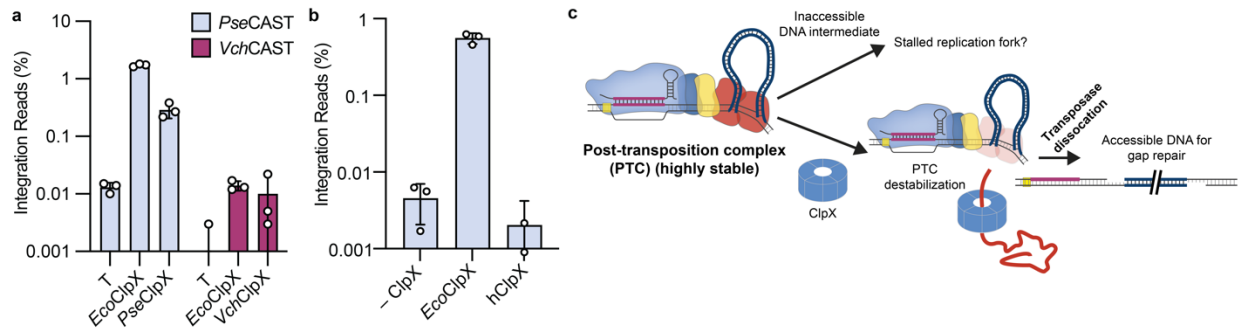 a
Integration Reads (%)
10
1
0.1
0.01
0.001
PseCAST
VchCAST
T
EcoClpX
PseClpX
T
EcoClpX
VchClpX
b
Integration Reads (%)
1
0.1
0.01
0.001
– ClpX
EcoClpX
hClpX
c
Inaccessible
DNA intermediate
Stalled replication fork?
Post-transposition complex
(PTC) (highly stable)
ClpX
PTC
destabilization
Transposase
dissocation
Accessible DNA for
gap repair